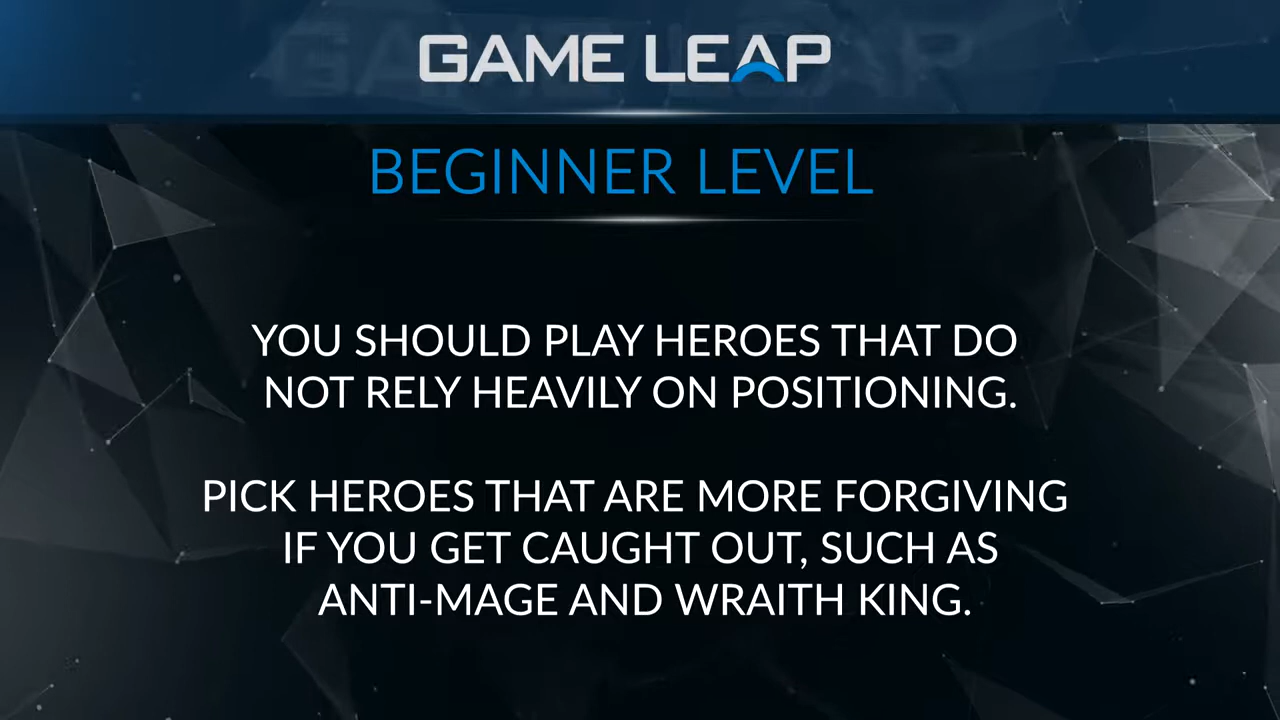 GAME LEAP
BEGINNER LEVEL
YOU SHOULD PLAY HEROES THAT DO
NOT RELY HEAVILY ON POSITIONING.
PICK HEROES THAT ARE MORE FORGIVING
IF YOU GET CAUGHT OUT, SUCH AS
ANTI-MAGE AND WRAITH KING.